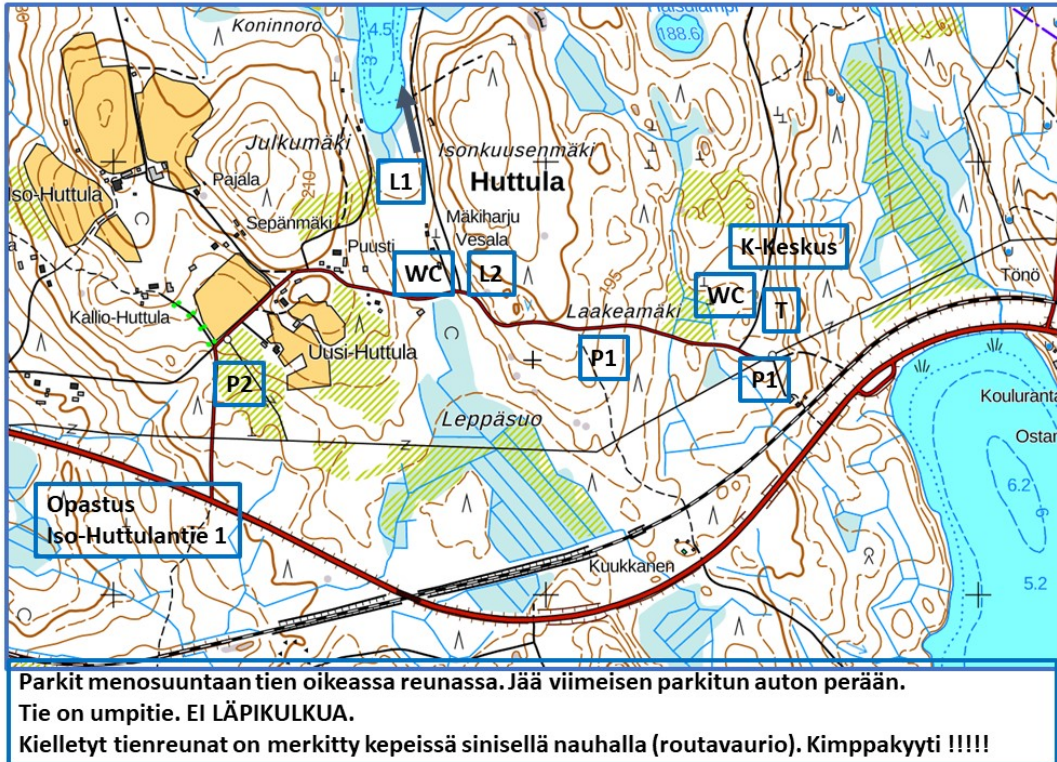 Koninnoro
4.5
3
188.6
Julkumäki
210
Isonkuusenmäki
Huttula
L1
Iso-Huttula
Pajala
Sepänmäki
Puusti
Mäkiharju
Vesala
WC
L2
K-Keskus
WC
T
Tönö
Kallio-Huttula
195
Laakeamäki
Uusi-Huttula
P2
P1
P1
Leppäsuo
Kouluranta
Opastus
Iso-Huttulantie 1
6.2
6
5.2
Kuukkanen
Parkit menosuuntaan tien oikeassa reunassa. Jää viimeisen parkitun auton perään.
Tie on umpitie. EI LÄPIKULKUA.
Kielletyt tienreunat on merkitty kepeissä sinisellä nauhalla (routavaurio). Kimppakyyti !!!!!